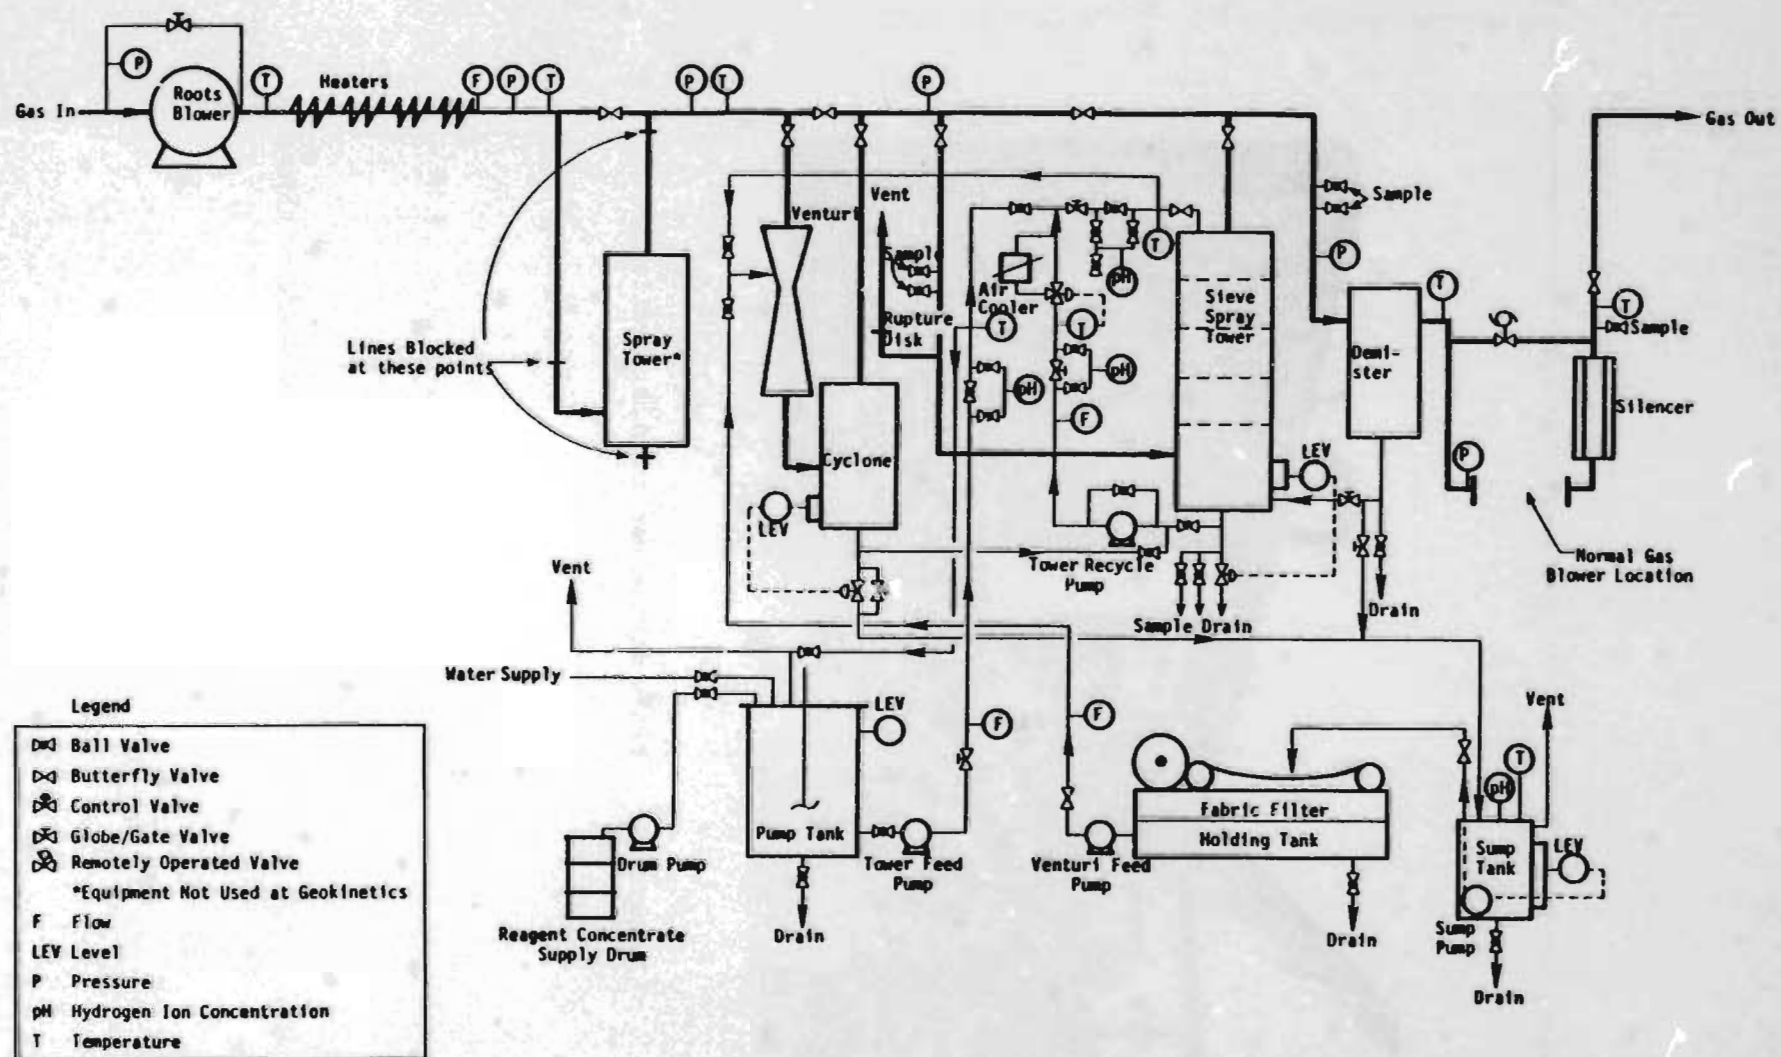 P
Roots
Blower
Gas In
T
Heaters
F
P
T
P
T
P
Gas Out
Vent
Sample
Venturi
T
Sample
pH
P
T
T
Sample
Air
Cooler
Sieve
Spray
Tower
Rupture
Disk
T
T
Demi-
ster
Spray
Tower*
Lines Blocked
at these points
pH
pH
Silencer
F
Cyclone
LEV
P
LEV
Normal Gas
Blower Location
Tower Recycle
Pump
Vent
Drain
Sample Drain
Water Supply
LEV
F
F
Vent
T
pH
Pump Tank
Fabric Filter
Holding Tank
Sump
Tank
LEV
Drum Pump
Tower Feed
Pump
Venturi Feed
Pump
Sump
Pump
Reagent Concentrate
Supply Drum
Drain
Drain
Drain
Legend
Ball Valve
Butterfly Valve
Control Valve
Globe/Gate Valve
Remotely Operated Valve
*Equipment Not Used at Geokinetics
F Flow
LEV Level
P Pressure
pH Hydrogen Ion Concentration
T Temperature